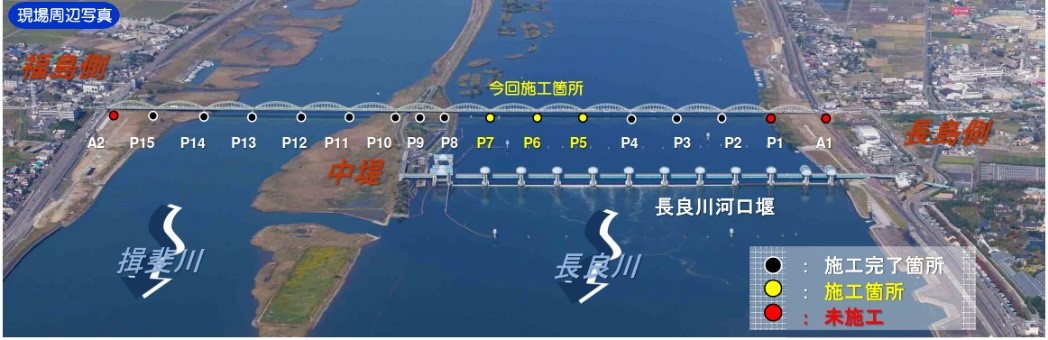 現場周辺写真
福島側
今回施工箇所
A2 P15 P14 P13 P12 P11 P10 P9 P8 P7 P6 P5 P4 P3 P2 P1 A1
長島側
中堤
長良川河口堰
揖斐川
長良川
： 施工完了箇所
： 施工箇所
： 未施工